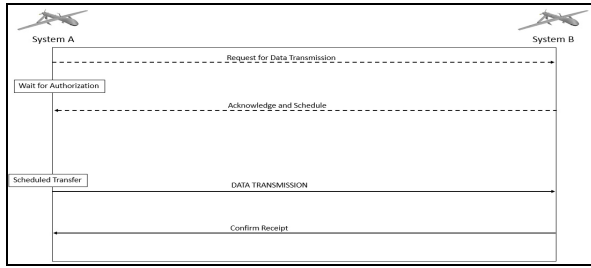 System A
System B
Request for Data Transmission
Wait for Authorization
Acknowledge and Schedule
Scheduled Transfer
DATA TRANSMISSION
Confirm Receipt